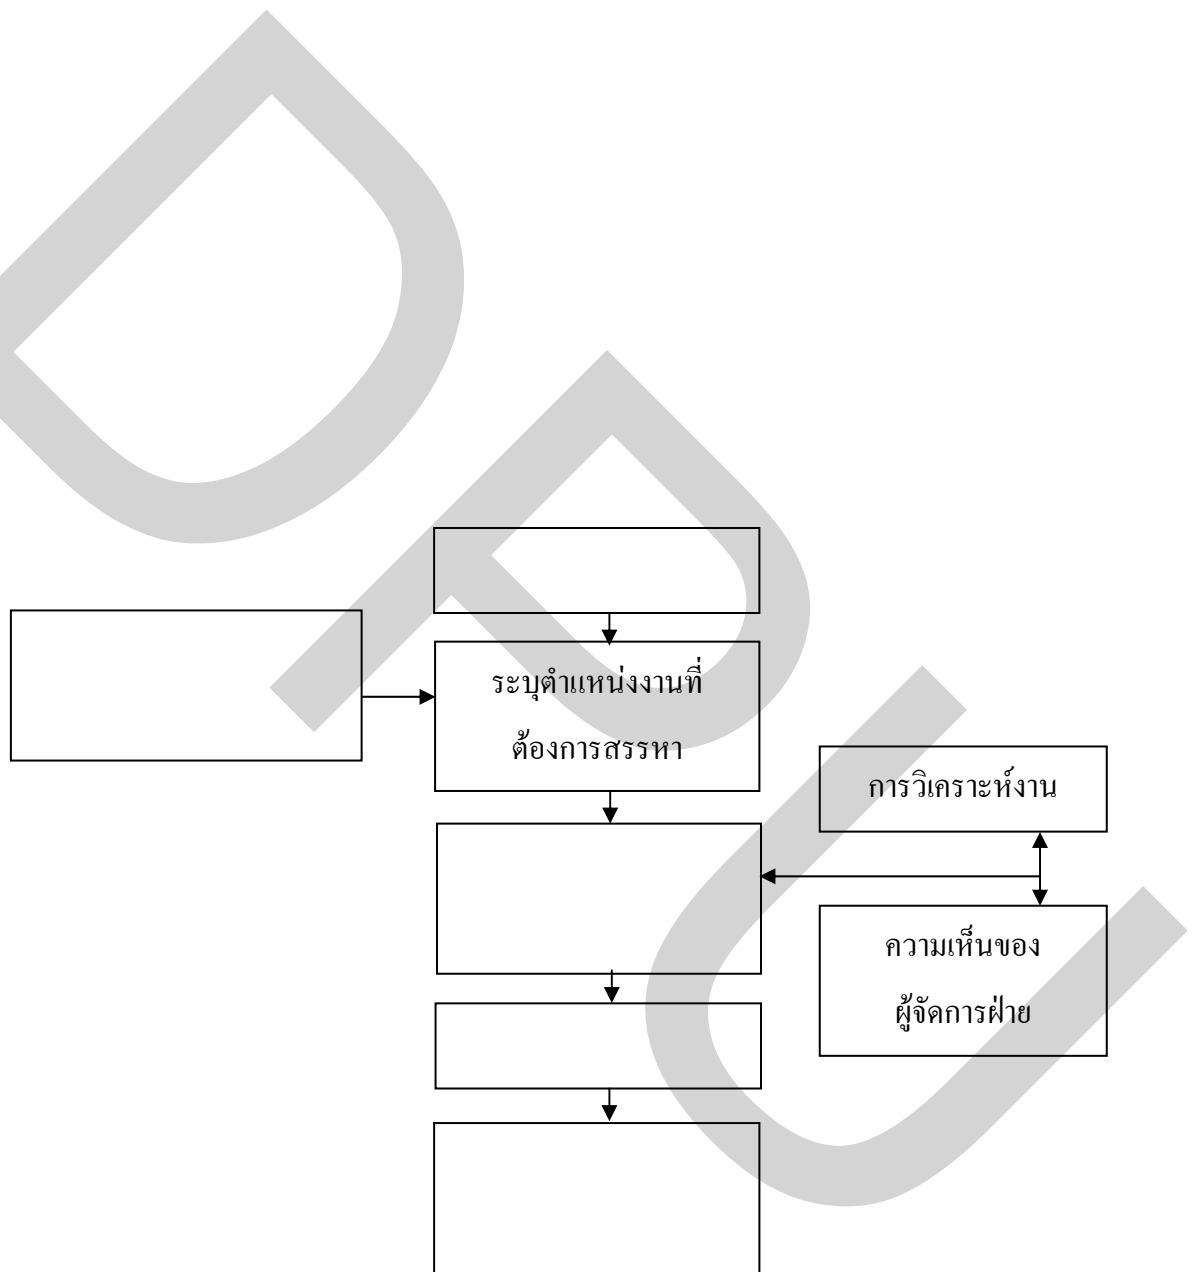 DPU
ระบุตำแหน่งงานที่
ต้องการสรรหา
การวิเคราะห์งาน
ความเห็นของ
ผู้จัดการฝ่าย